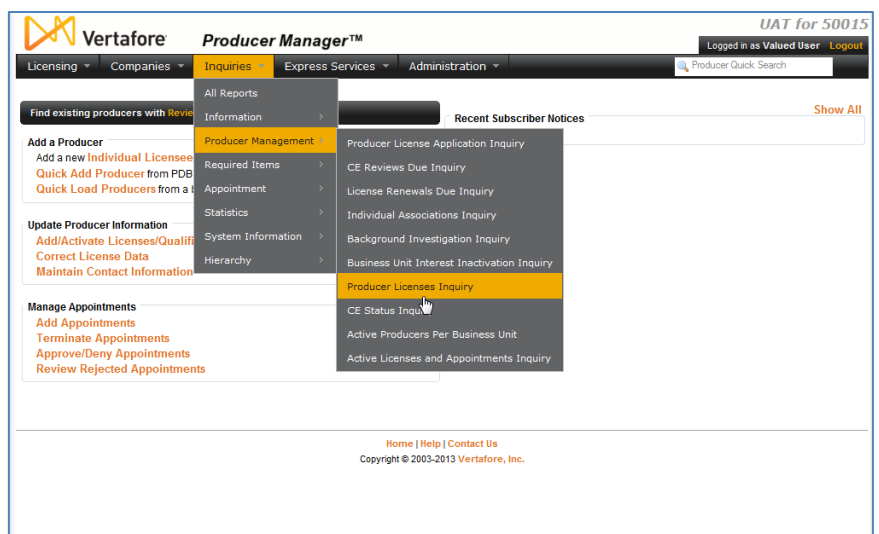 UAT for 50015
Vertafore Producer Manager™
Logged in as Valued User Logout
Licensing Companies Inquiries Express Services Administration Producer Quick Search
All Reports
Information
Producer Management
Required Items
Appointment
Statistics
System Information
Hierarchy
Producer License Application Inquiry
CE Reviews Due Inquiry
License Renewals Due Inquiry
Individual Associations Inquiry
Background Investigation Inquiry
Business Unit Interest Inactivation Inquiry
Producer Licenses Inquiry
CE Status Inqu
Active Producers Per Business Unit
Active Licenses and Appointments Inquiry
Find existing producers with Revie
Recent Subscriber Notices
Show All
Add a Producer
Add a new Individual Licensee
Quick Add Producer from PDB
Quick Load Producers from a
Update Producer Information
Add/Activate Licenses/Qualifi
Correct License Data
Maintain Contact Information
Manage Appointments
Add Appointments
Terminate Appointments
Approve/Deny Appointments
Review Rejected Appointments
Home | Help | Contact Us
Copyright © 2003-2013 Vertafore, Inc.